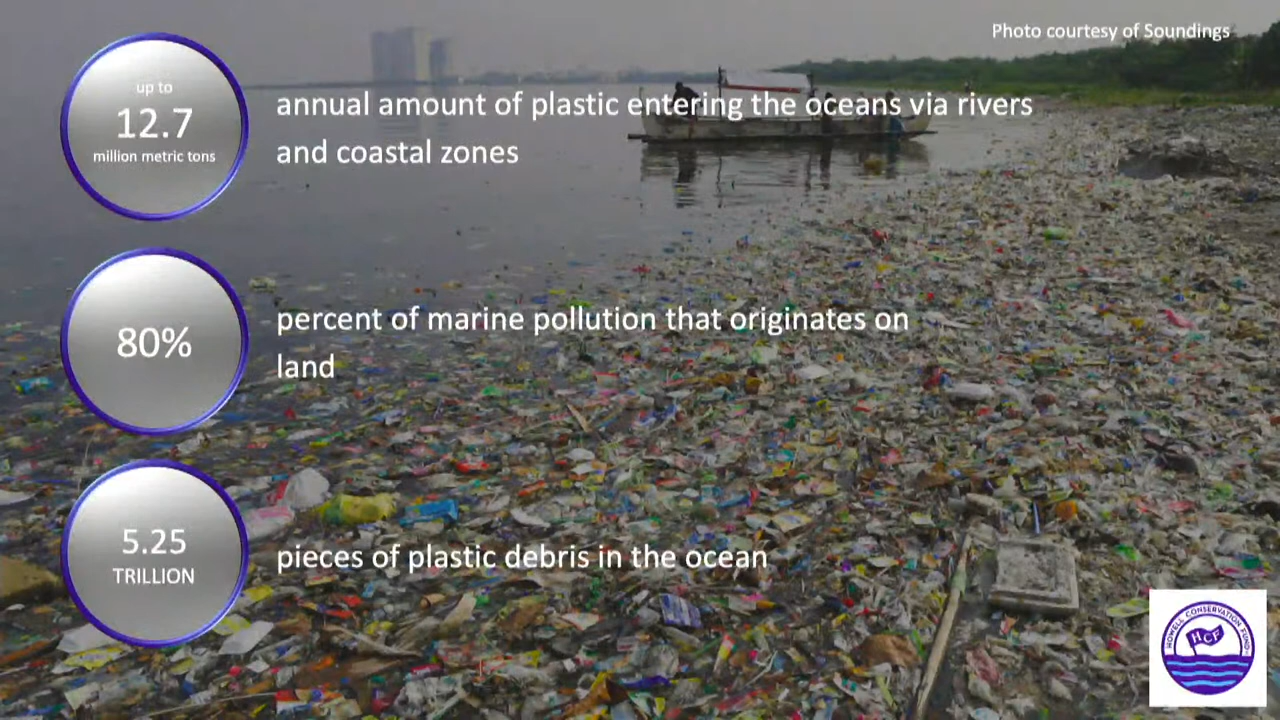 Photo courtesy of Soundings
up to
12.7
million metric tons
annual amount of plastic entering the oceans via rivers
and coastal zones
80%
percent of marine pollution that originates on
land
5.25
TRILLION
pieces of plastic debris in the ocean
HOWELL CONSERVATION FUND
HCF